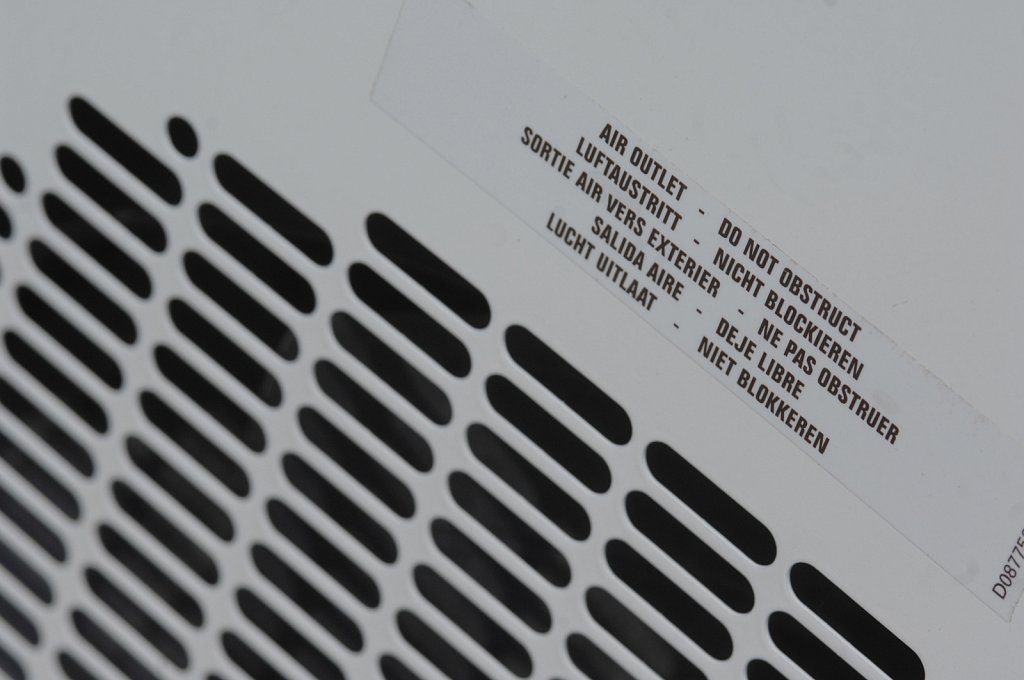 AIR OUTLET - DO NOT OBSTRUCT
LUFTAUSTRITT - NICHT BLOCKIEREN
SORTIE AIR VERS EXTERIER - NE PAS OBSTRUER
SALIDA AIRE - DEJE LIBRE
LUCHT UITLAAT - NIET BLOKKEREN